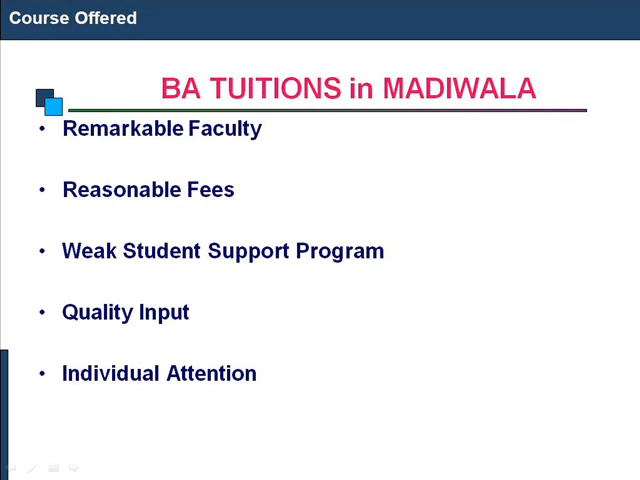 Course Offered
BA TUITIONS in MADIWALA
• Remarkable Faculty
• Reasonable Fees
• Weak Student Support Program
• Quality Input
• Individual Attention